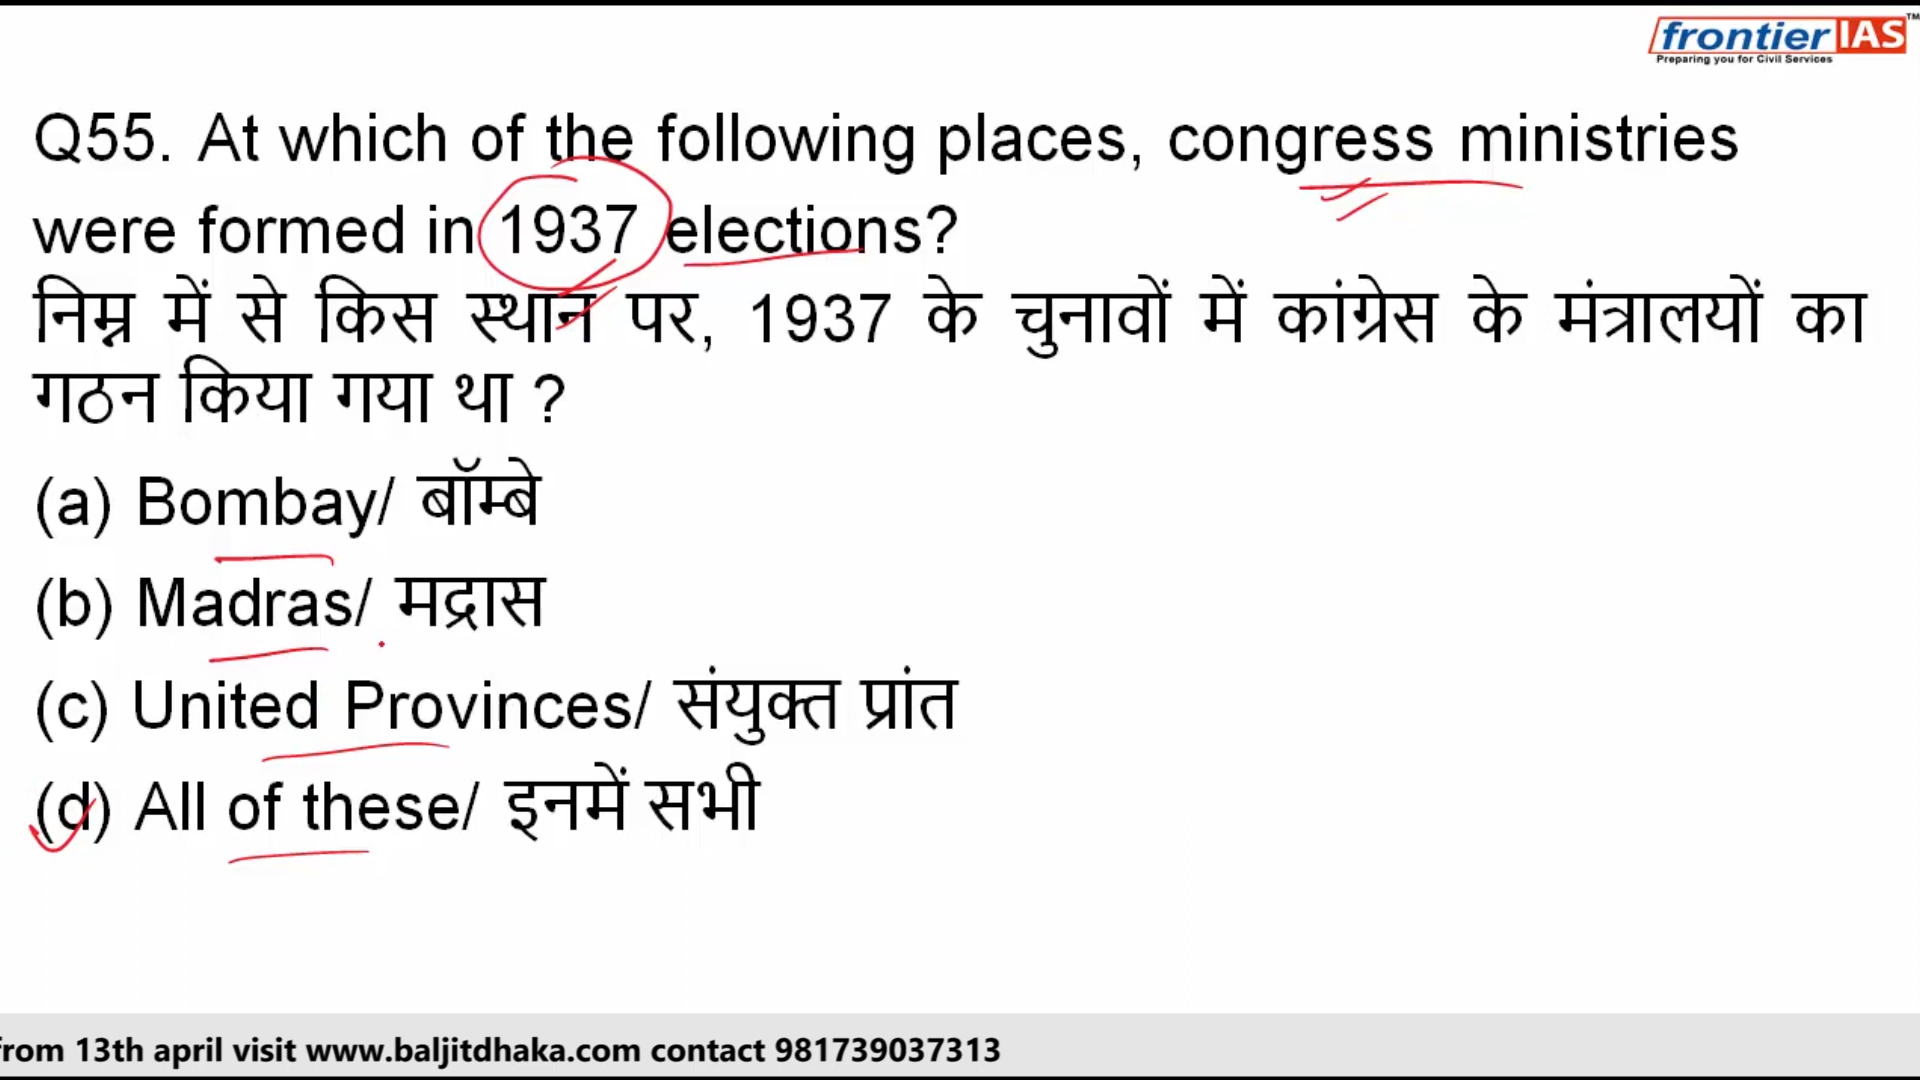 frontier IAS TM
Preparing you for Civil Services
Q55. At which of the following places, congress ministries
were formed in 1937 elections?
निम्न में से किस स्थान पर, 1937 के चुनावों में कांग्रेस के मंत्रालयों का
गठन किया गया था ?
(a) Bombay/ बॉम्बे
(b) Madras/ मद्रास
(c) United Provinces/ संयुक्त प्रांत
(d) All of these/ इनमें सभी
from 13th april visit www.baljitdhaka.com contact 981739037313